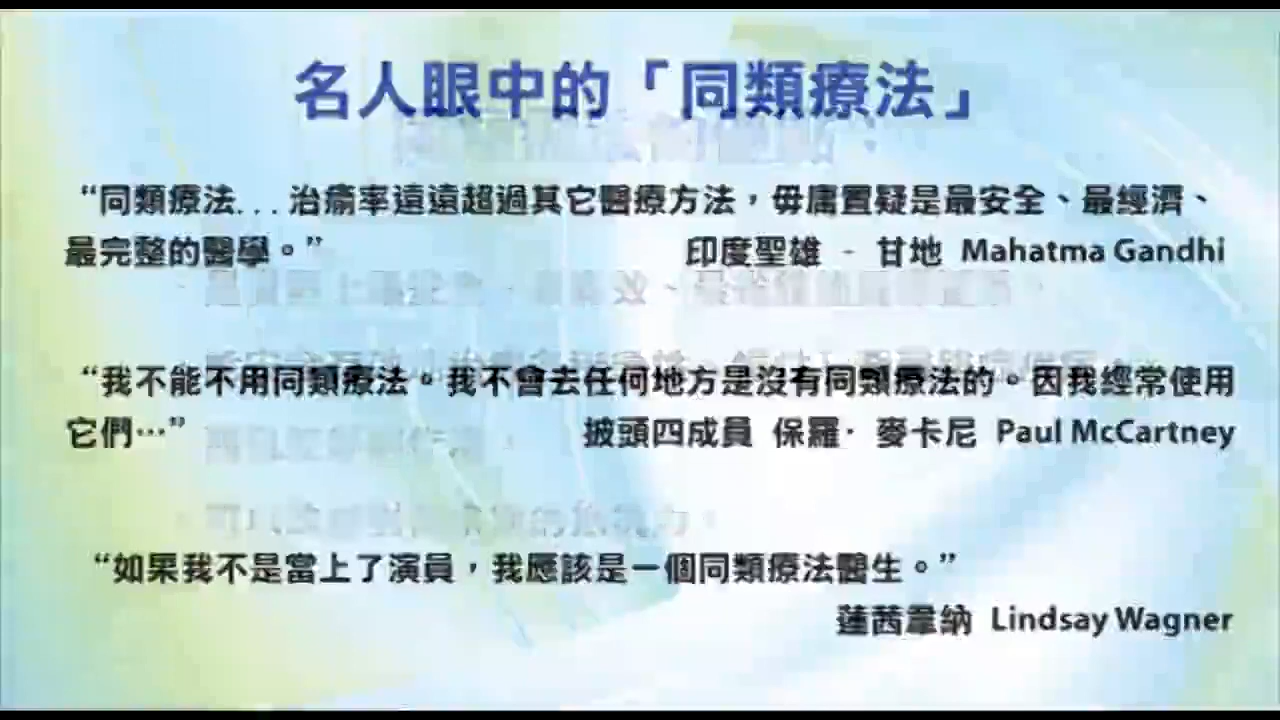 名人眼中的「同類療法」
“同類療法...治癒率遠遠超過其它醫療方法，毋庸置疑是最安全、最經濟、
最完整的醫學。” 印度聖雄 - 甘地 Mahatma Gandhi
“我不能不用同類療法。我不會去任何地方是沒有同類療法的。因我經常使用
它們…” 披頭四成員 保羅· 麥卡尼 Paul McCartney
“如果我不是當上了演員，我應該是一個同類療法醫生。”
蓮茜韋納 Lindsay Wagner